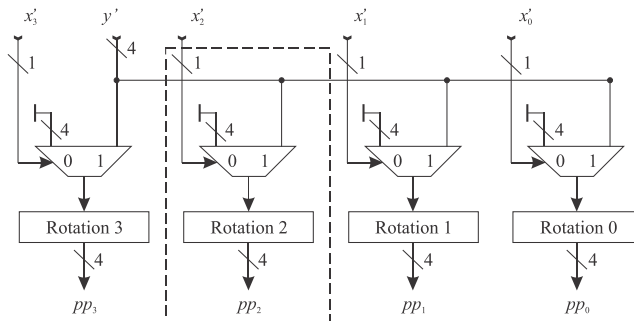 x'₃ y' x'₂ x'₁ x'₀
1 4 1 1 1
4 4 4 4
0 1 0 1 0 1 0 1
Rotation 3 Rotation 2 Rotation 1 Rotation 0
4 4 4 4
pp₃ pp₂ pp₁ pp₀